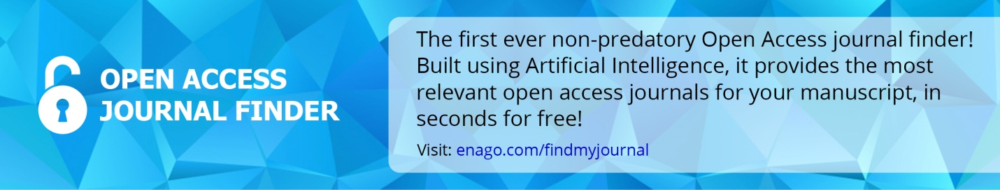 OPEN ACCESS
JOURNAL FINDER
The first ever non-predatory Open Access journal finder!
Built using Artificial Intelligence, it provides the most
relevant open access journals for your manuscript, in
seconds for free!
Visit: enago.com/findmyjournal